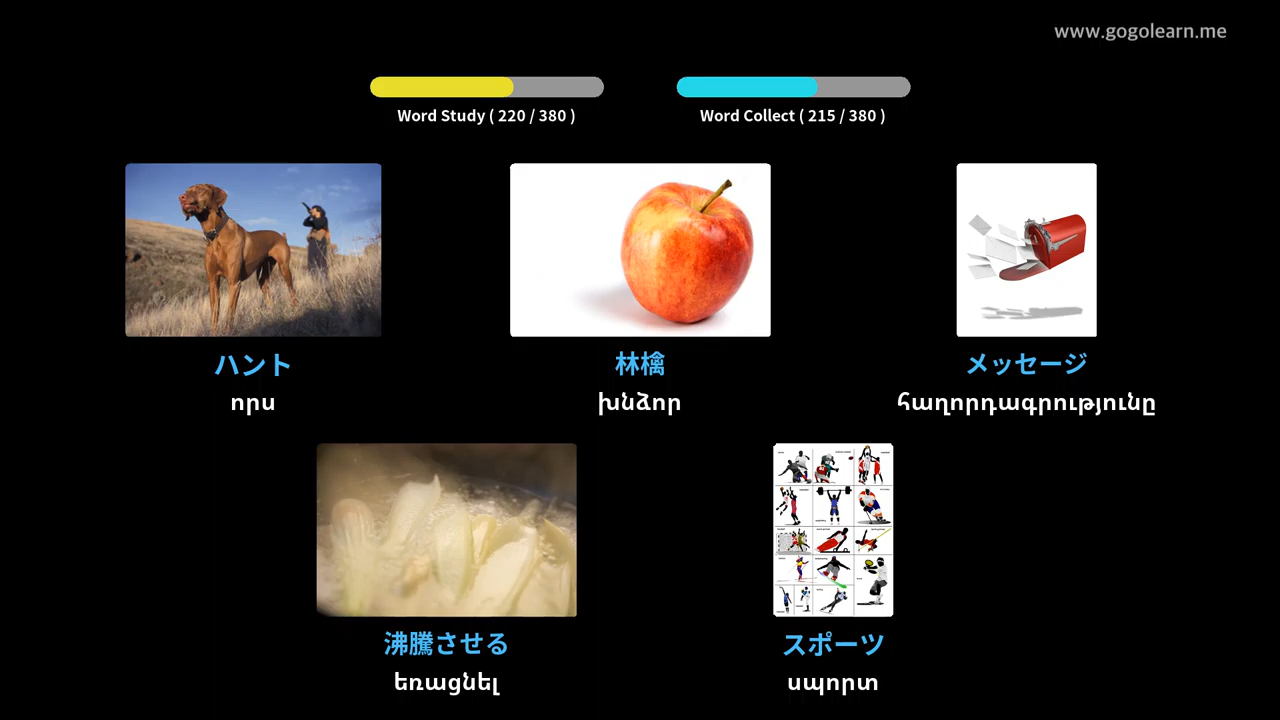 www.gogolearn.me
Word Study ( 220 / 380 )
Word Collect ( 215 / 380 )
ハント
林檎
メッセージ
որս
խնձոր
հաղորդագրությունը
沸騰させる
スポーツ
եռացնել
սպորտ